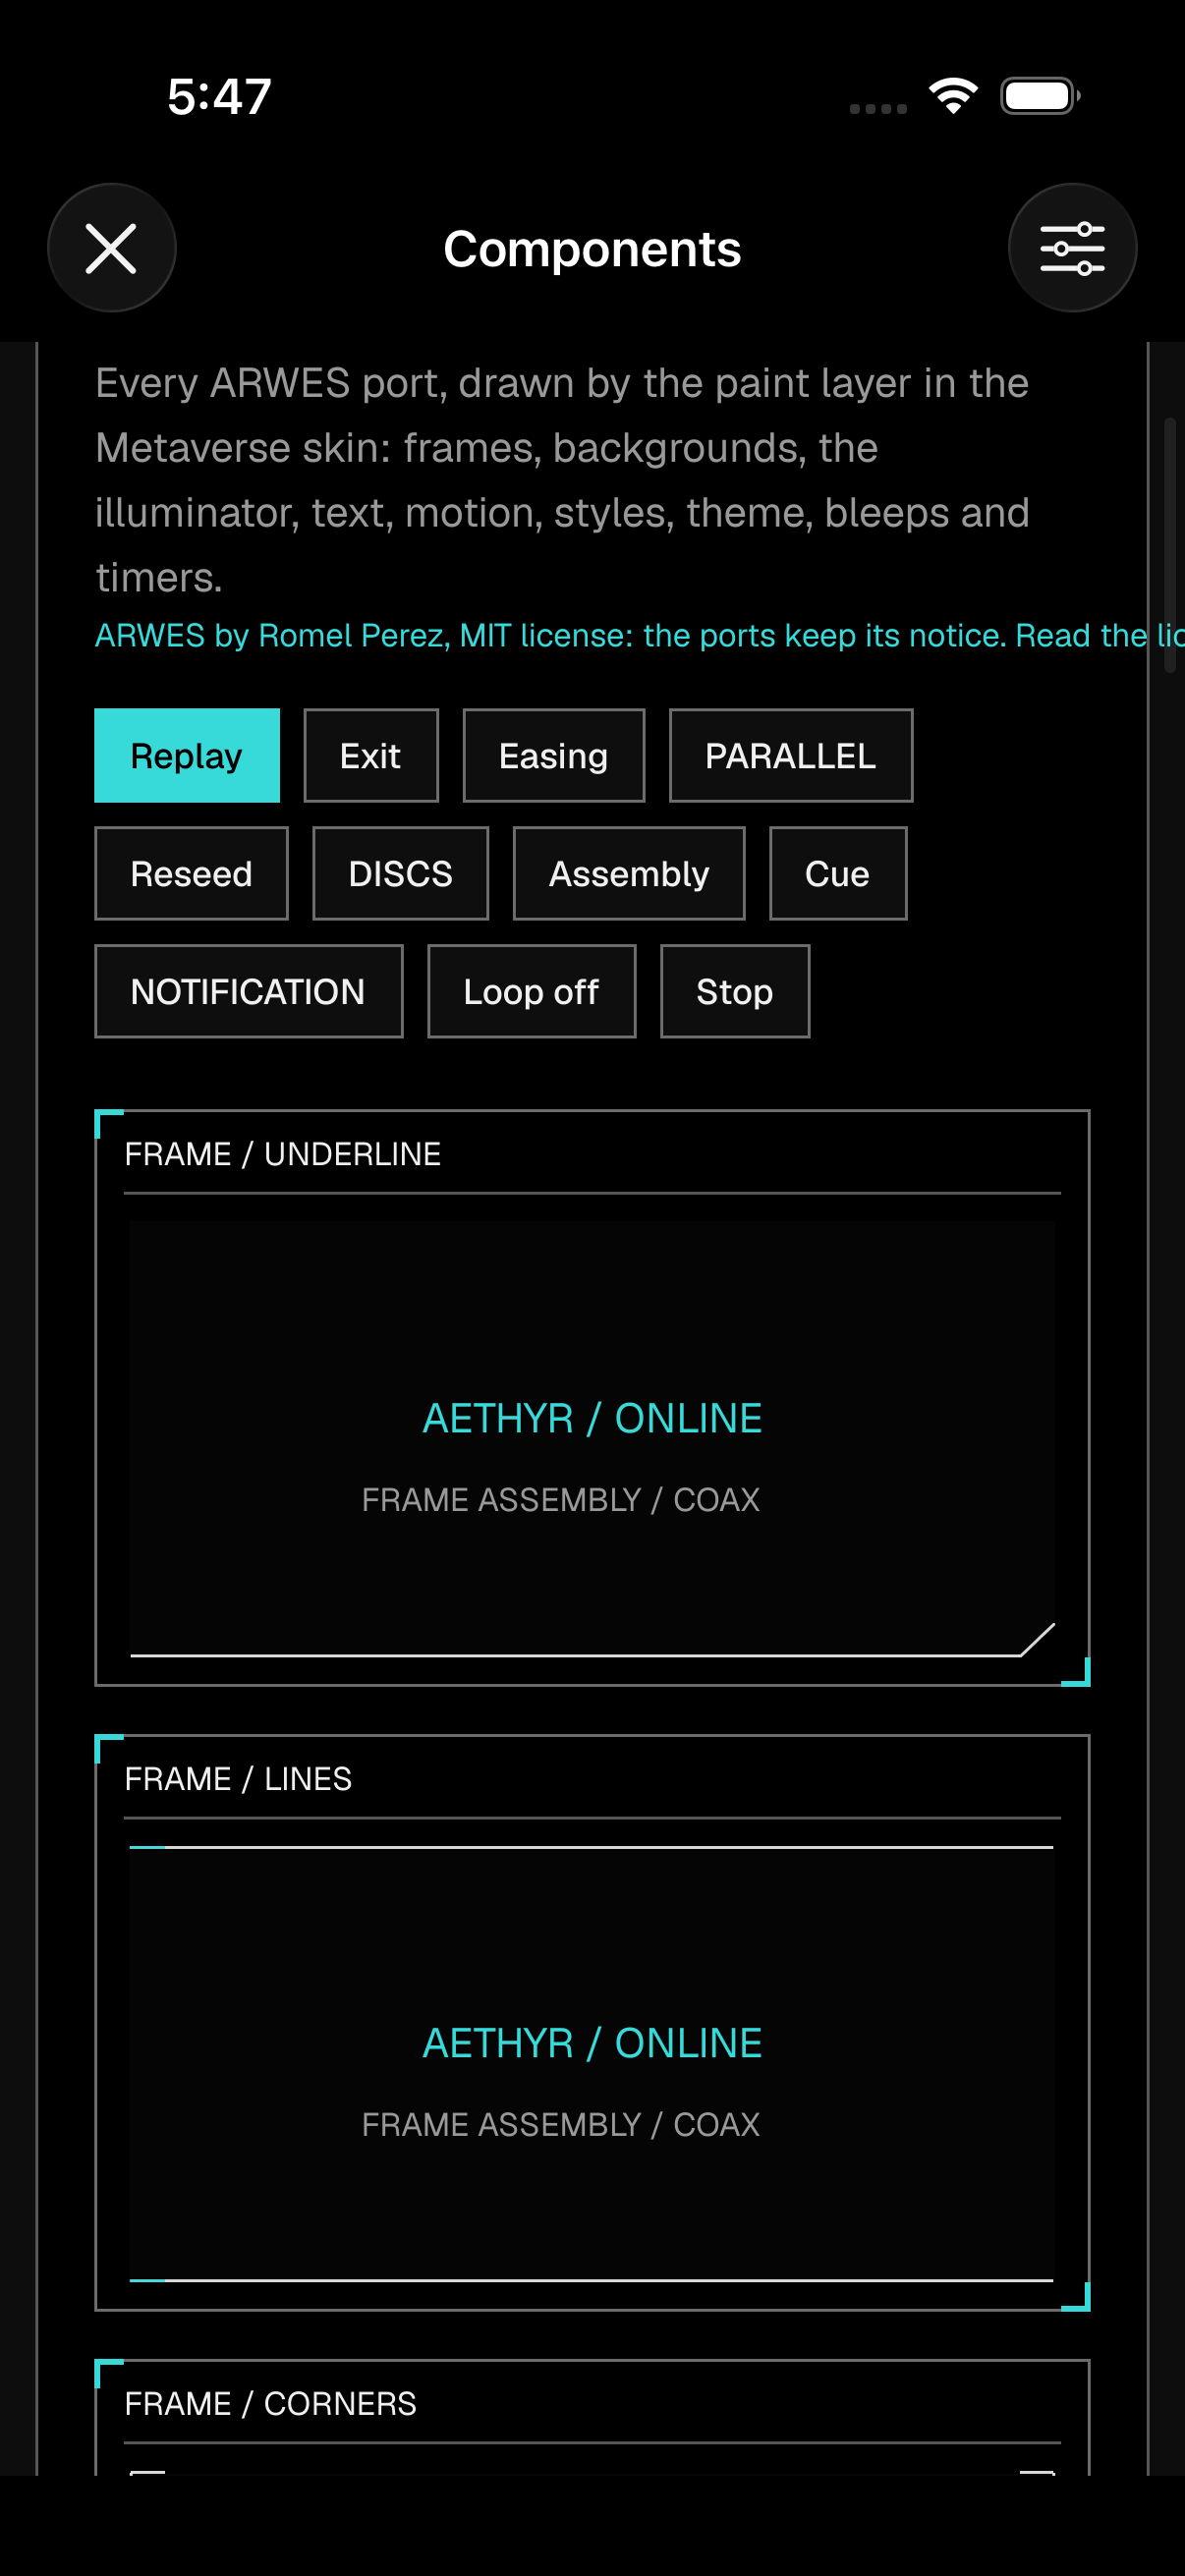 5:47
Components
Every ARWES port, drawn by the paint layer in the
Metaverse skin: frames, backgrounds, the
illuminator, text, motion, styles, theme, bleeps and
timers.
ARWES by Romel Perez, MIT license: the ports keep its notice. Read the
Replay Exit Easing PARALLEL
Reseed DISCS Assembly Cue
NOTIFICATION Loop off Stop
FRAME / UNDERLINE
AETHYR / ONLINE
FRAME ASSEMBLY / COAX
FRAME / LINES
AETHYR / ONLINE
FRAME ASSEMBLY / COAX
FRAME / CORNERS